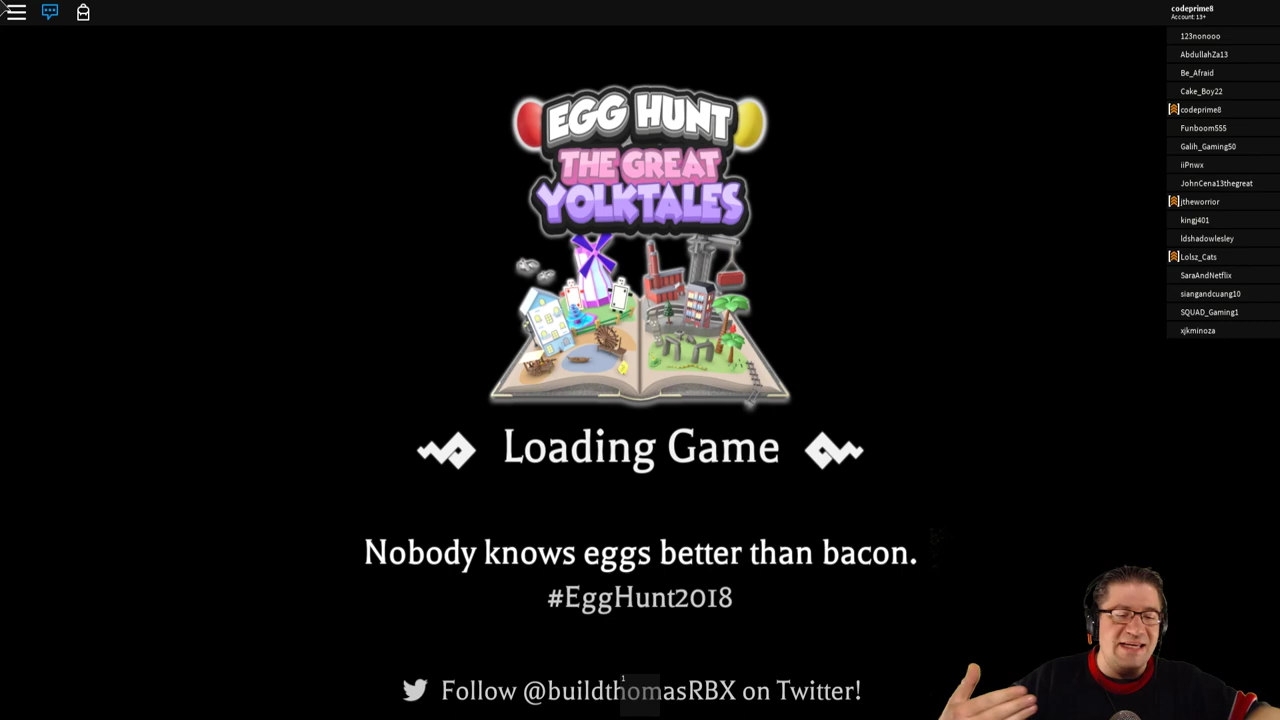 codeprime8
Account: 13+
123nonooo
AbdullahZa13
Be_Afraid
Cake_Boy22
codeprime8
Funboom555
Galih_Gaming50
iiPnwx
JohnCena13thegreat
jtheworrior
kingj401
ldshadowlesley
Lolsz_Cats
SaraAndNetflix
siangandcuang10
SQUAD_Gaming1
xjkminoza
EGG HUNT
THE GREAT
YOLKTALES
Loading Game
Nobody knows eggs better than bacon.
#EggHunt2018
1
Follow @buildthomasRBX on Twitter!